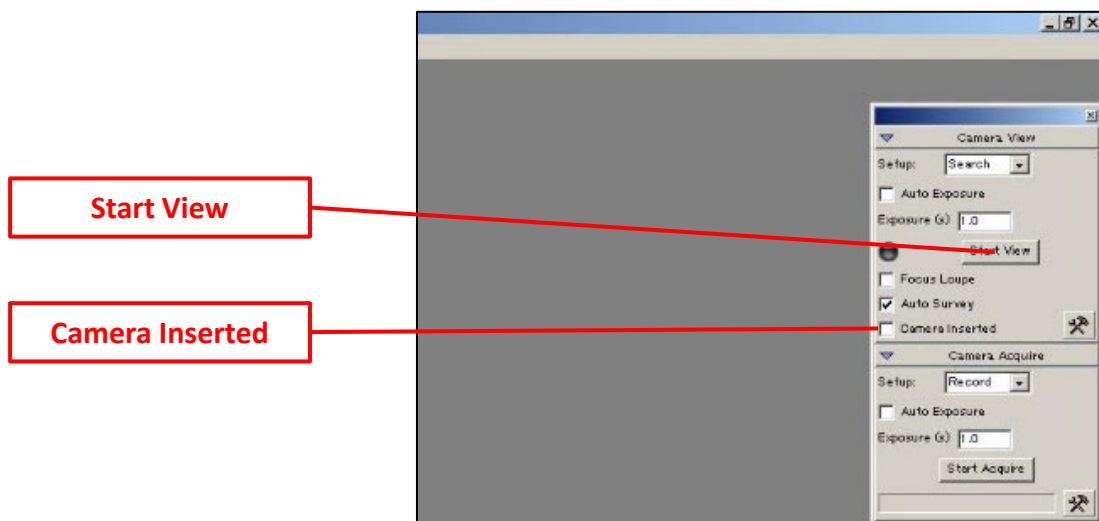 Start View
Camera Inserted
Camera View
Setup: Search
Auto Exposure
Exposure (s) 1.0
Start View
Focus Loupe
Auto Survey
Camera Inserted
Camera Acquire
Setup: Record
Auto Exposure
Exposure (s) 1.0
Start Acquire